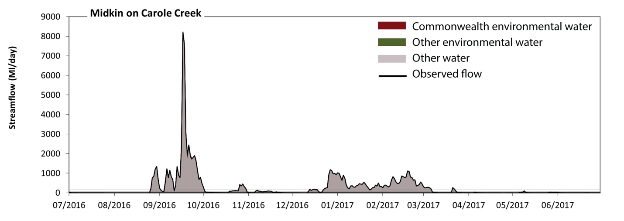 Midkin on Carole Creek
Commonwealth environmental water
Other environmental water
Other water
Observed flow
Streamflow (Ml/day)
9000
8000
7000
6000
5000
4000
3000
2000
1000
0
07/2016 08/2016 09/2016 10/2016 11/2016 12/2016 01/2017 02/2017 03/2017 04/2017 05/2017 06/2017